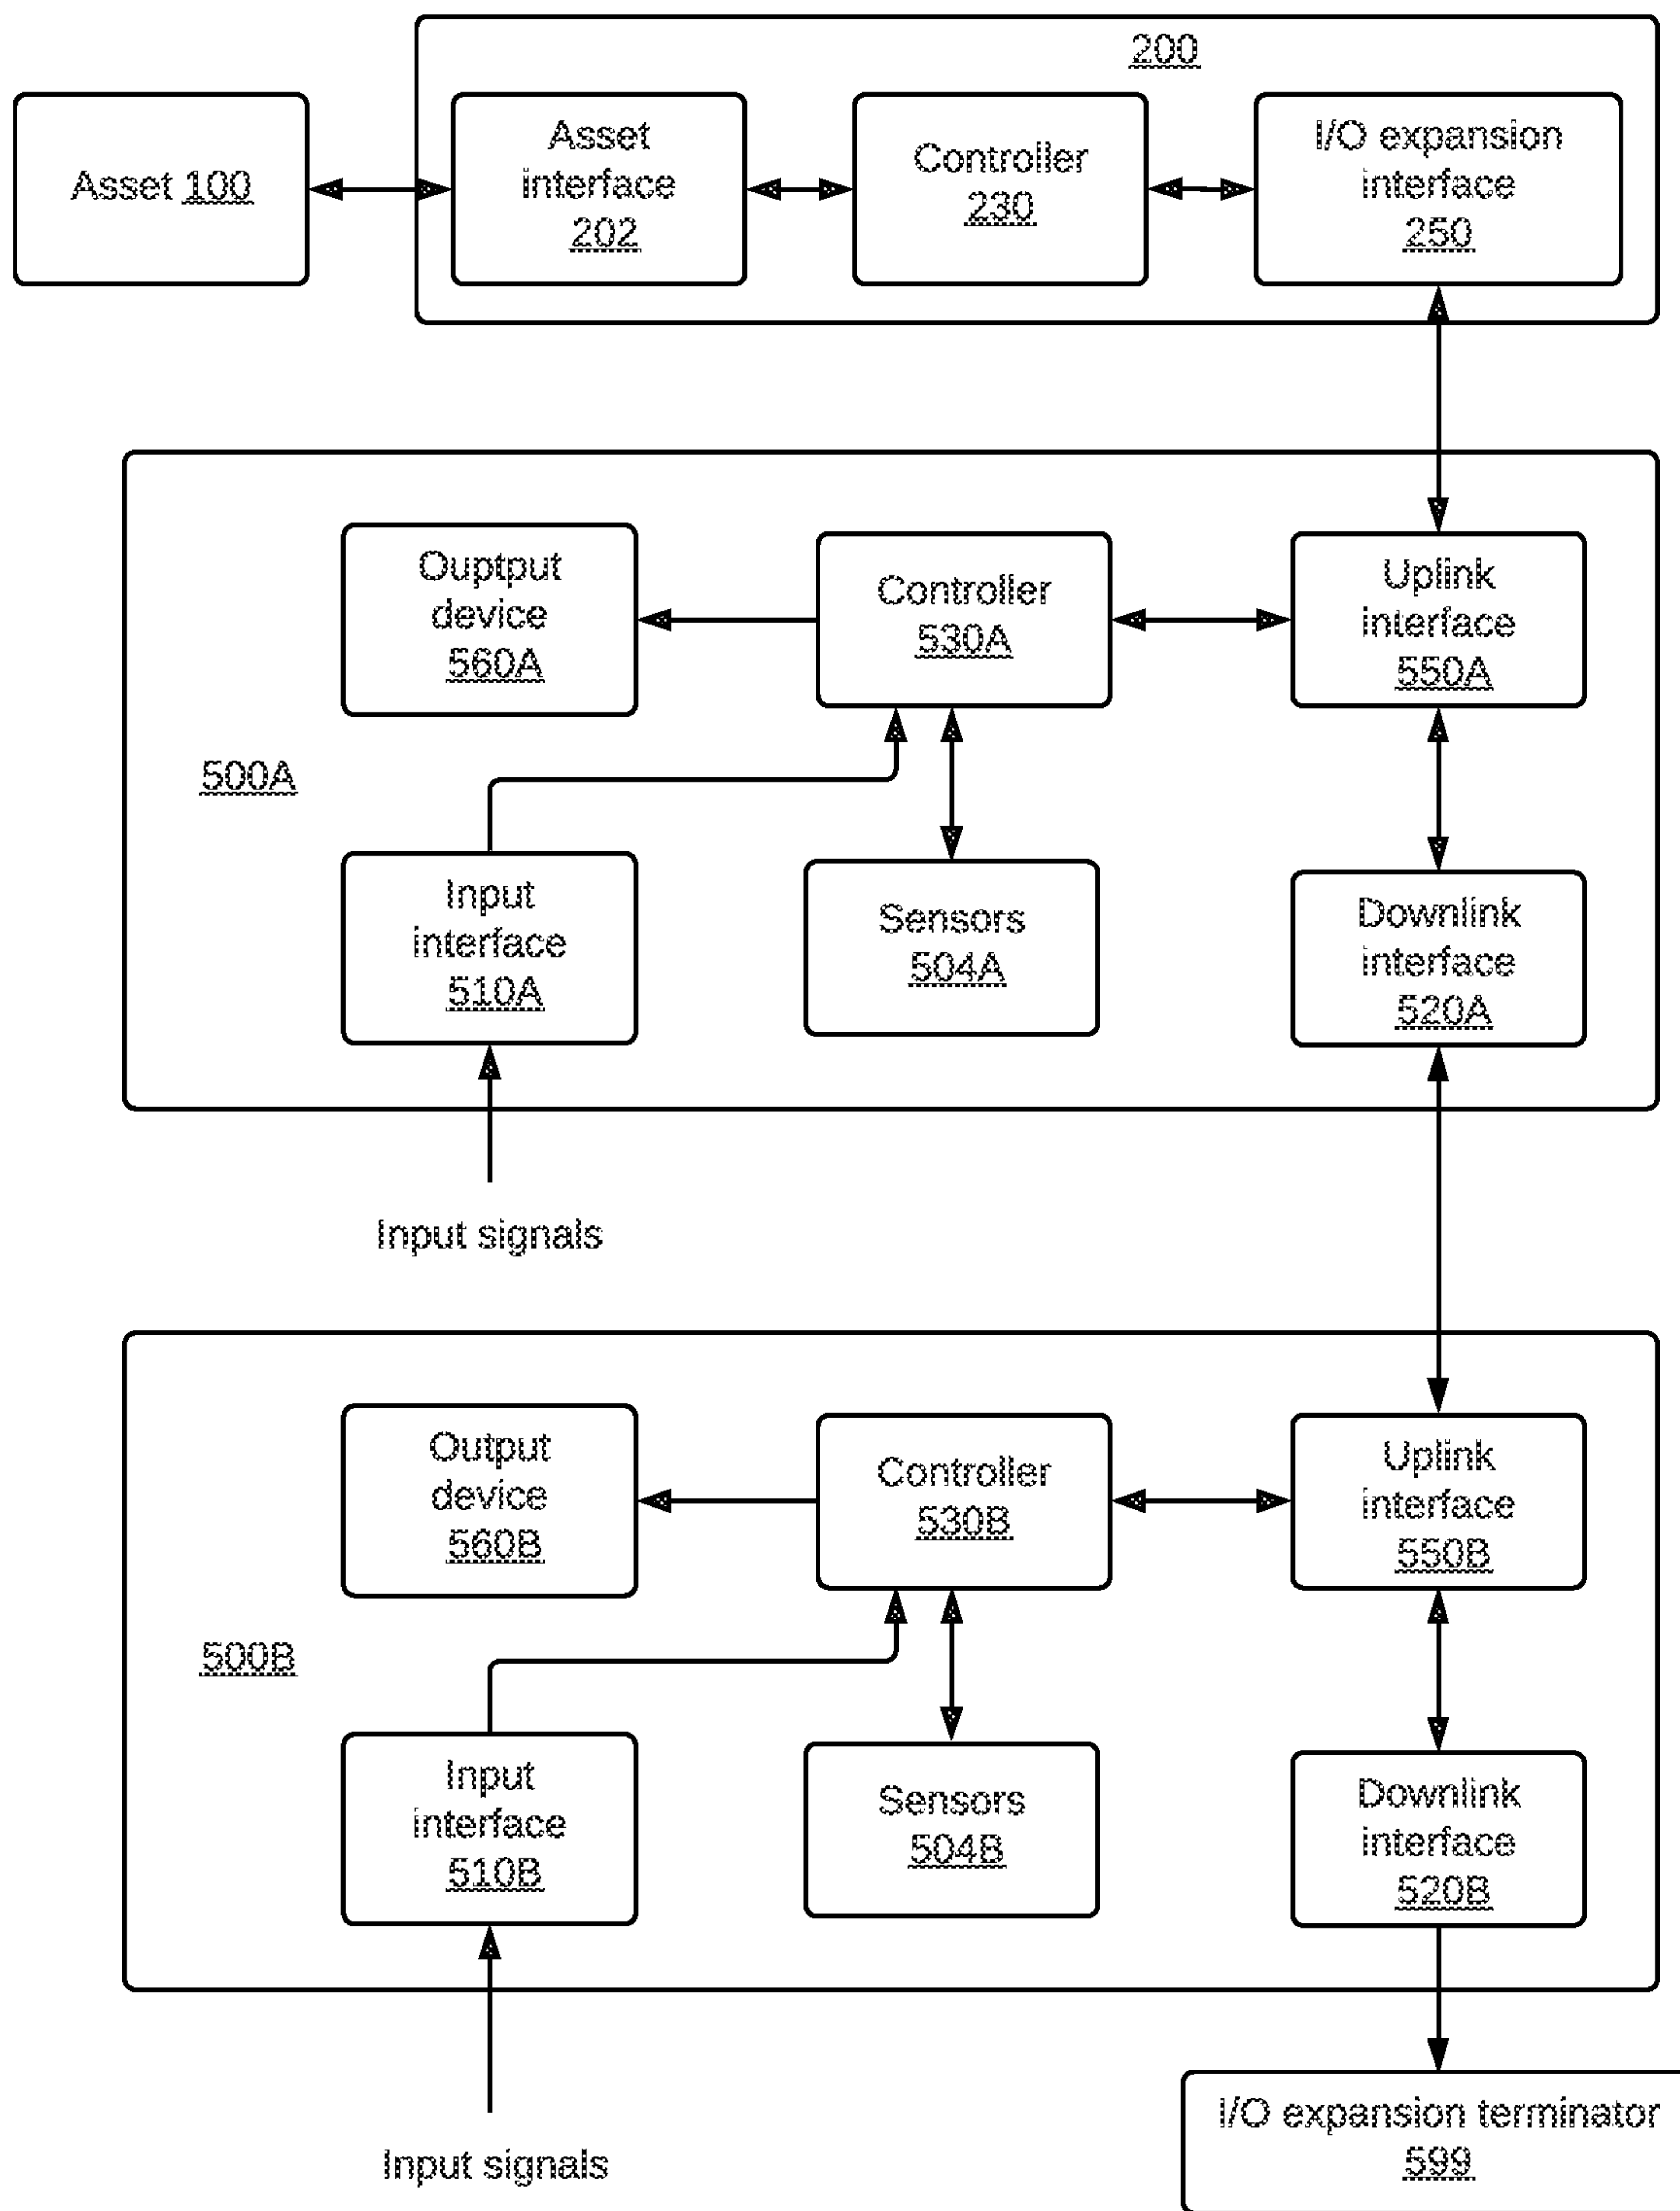 200
Asset 100
Asset
interface
202
Controller
230
I/O expansion
interface
250
Ouptput
device
560A
Controller
530A
Uplink
interface
550A
500A
Input
interface
510A
Sensors
504A
Downlink
interface
520A
Input signals
Output
device
560B
Controller
530B
Uplink
interface
550B
500B
Input
interface
510B
Sensors
504B
Downlink
interface
520B
Input signals
I/O expansion terminator
599